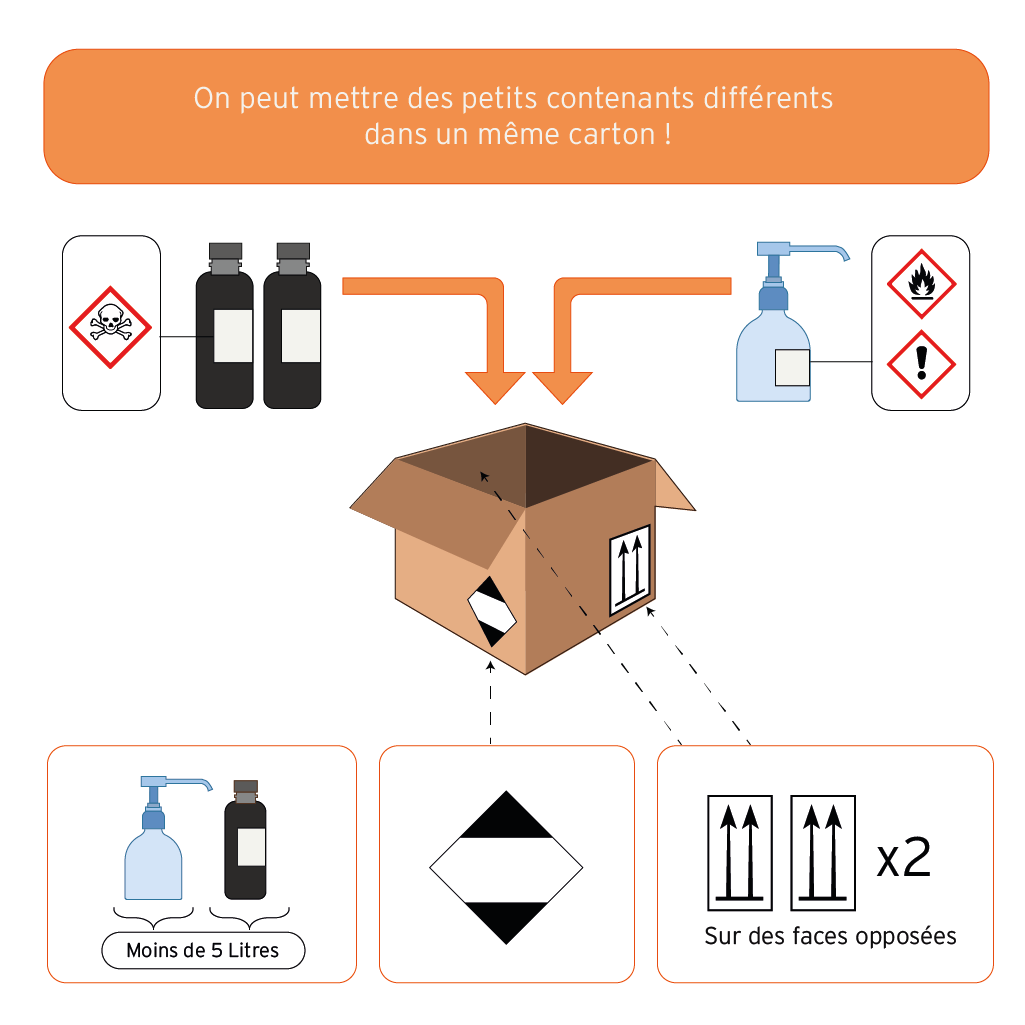 On peut mettre des petits contenants différents
dans un même carton !
Moins de 5 Litres
x2
Sur des faces opposées